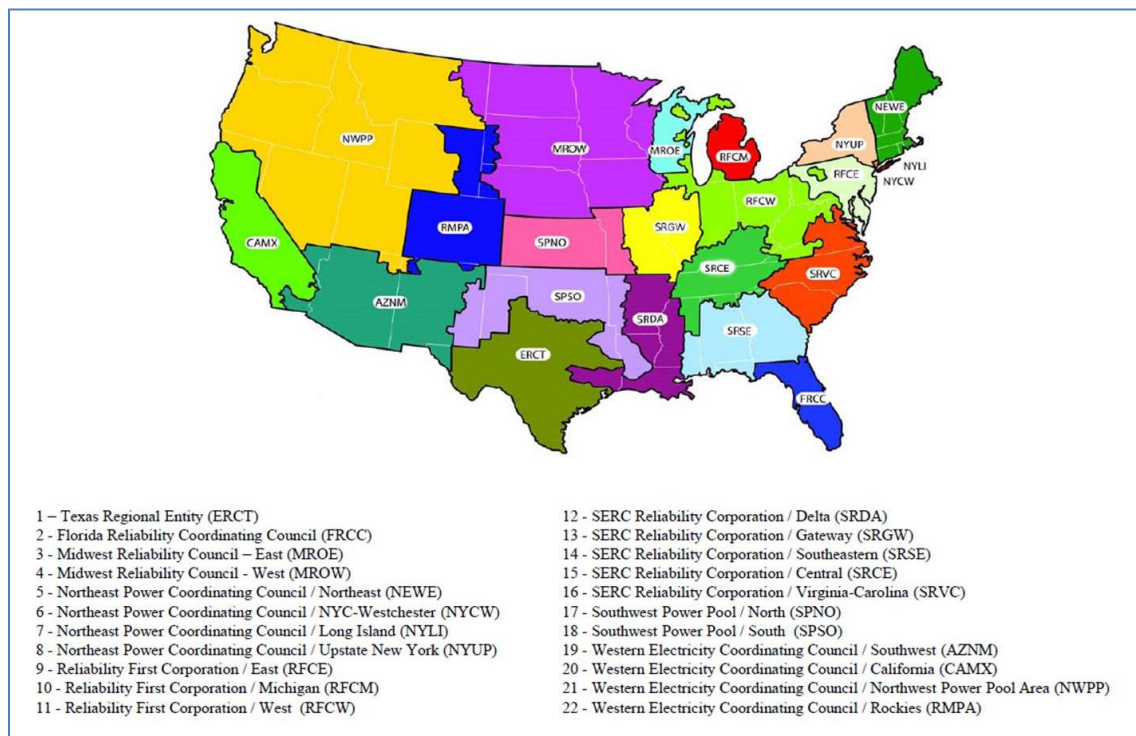 NEWE
NWPP
MROW
MROE
RFCM
NYUP
NYLI
NYCW
RFCE
RFCW
RMPA
SPNO
SRGW
CAMX
SRCE
SRVC
AZNM
SPSO
SRDA
SRSE
ERCT
FRCC
1 – Texas Regional Entity (ERCT)
2 - Florida Reliability Coordinating Council (FRCC)
3 - Midwest Reliability Council – East (MROE)
4 - Midwest Reliability Council - West (MROW)
5 - Northeast Power Coordinating Council / Northeast (NEWE)
6 - Northeast Power Coordinating Council / NYC-Westchester (NYCW)
7 - Northeast Power Coordinating Council / Long Island (NYLI)
8 - Northeast Power Coordinating Council / Upstate New York (NYUP)
9 - Reliability First Corporation / East (RFCE)
10 - Reliability First Corporation / Michigan (RFCM)
11 - Reliability First Corporation / West (RFCW)
12 - SERC Reliability Corporation / Delta (SRDA)
13 - SERC Reliability Corporation / Gateway (SRGW)
14 - SERC Reliability Corporation / Southeastern (SRSE)
15 - SERC Reliability Corporation / Central (SRCE)
16 - SERC Reliability Corporation / Virginia-Carolina (SRVC)
17 - Southwest Power Pool / North (SPNO)
18 - Southwest Power Pool / South (SPSO)
19 - Western Electricity Coordinating Council / Southwest (AZNM)
20 - Western Electricity Coordinating Council / California (CAMX)
21 - Western Electricity Coordinating Council / Northwest Power Pool Area (NWPP)
22 - Western Electricity Coordinating Council / Rockies (RMPA)